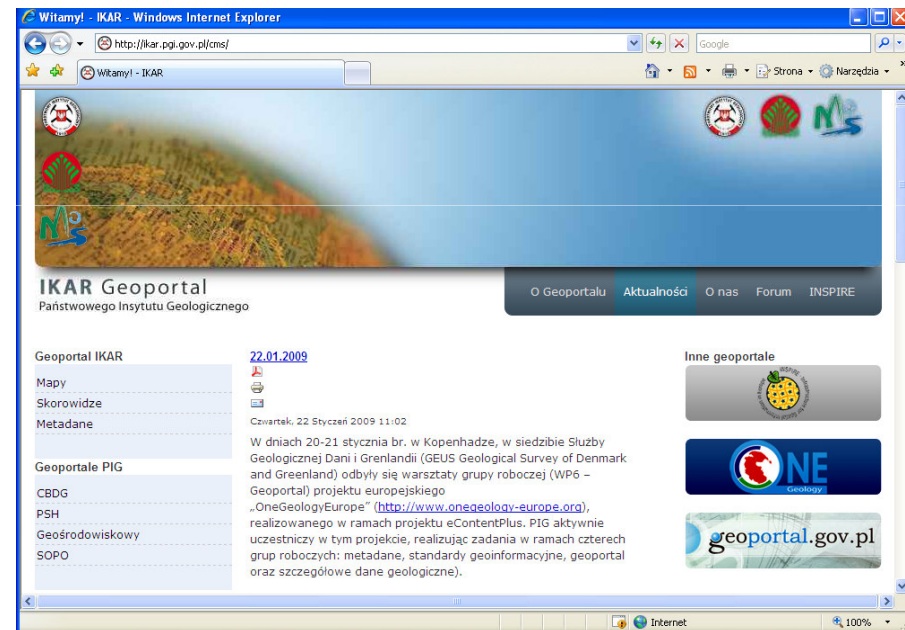 Witamy! - IKAR - Windows Internet Explorer
http://ikar.pgi.gov.pl/cms/
Google
Witamy! - IKAR
Strona
Narzędzia
IKAR Geoportal
Państwowego Insytutu Geologicznego
O Geoportalu Aktualności O nas Forum INSPIRE
Geoportal IKAR
Mapy
Skorowidze
Metadane
Geoportale PIG
CBDG
PSH
Geośrodowiskowy
SOPO
22.01.2009
Czwartek, 22 Styczeń 2009 11:02
W dniach 20-21 stycznia br. w Kopenhadze, w siedzibie Służby
Geologicznej Dani i Grenlandii (GEUS Geological Survey of Denmark
and Greenland) odbyły się warsztaty grupy roboczej (WP6 –
Geoportal) projektu europejskiego
„OneGeologyEurope" (http://www.onegeology-europe.org),
realizowanego w ramach projektu eContentPlus. PIG aktywnie
uczestniczy w tym projekcie, realizując zadania w ramach czterech
grup roboczych: metadane, standardy geoinformacyjne, geoportal
oraz szczegółowe dane geologiczne).
Inne geoportale
INSPIRE
ONE
Geology
geoportal.gov.pl
Internet
100%